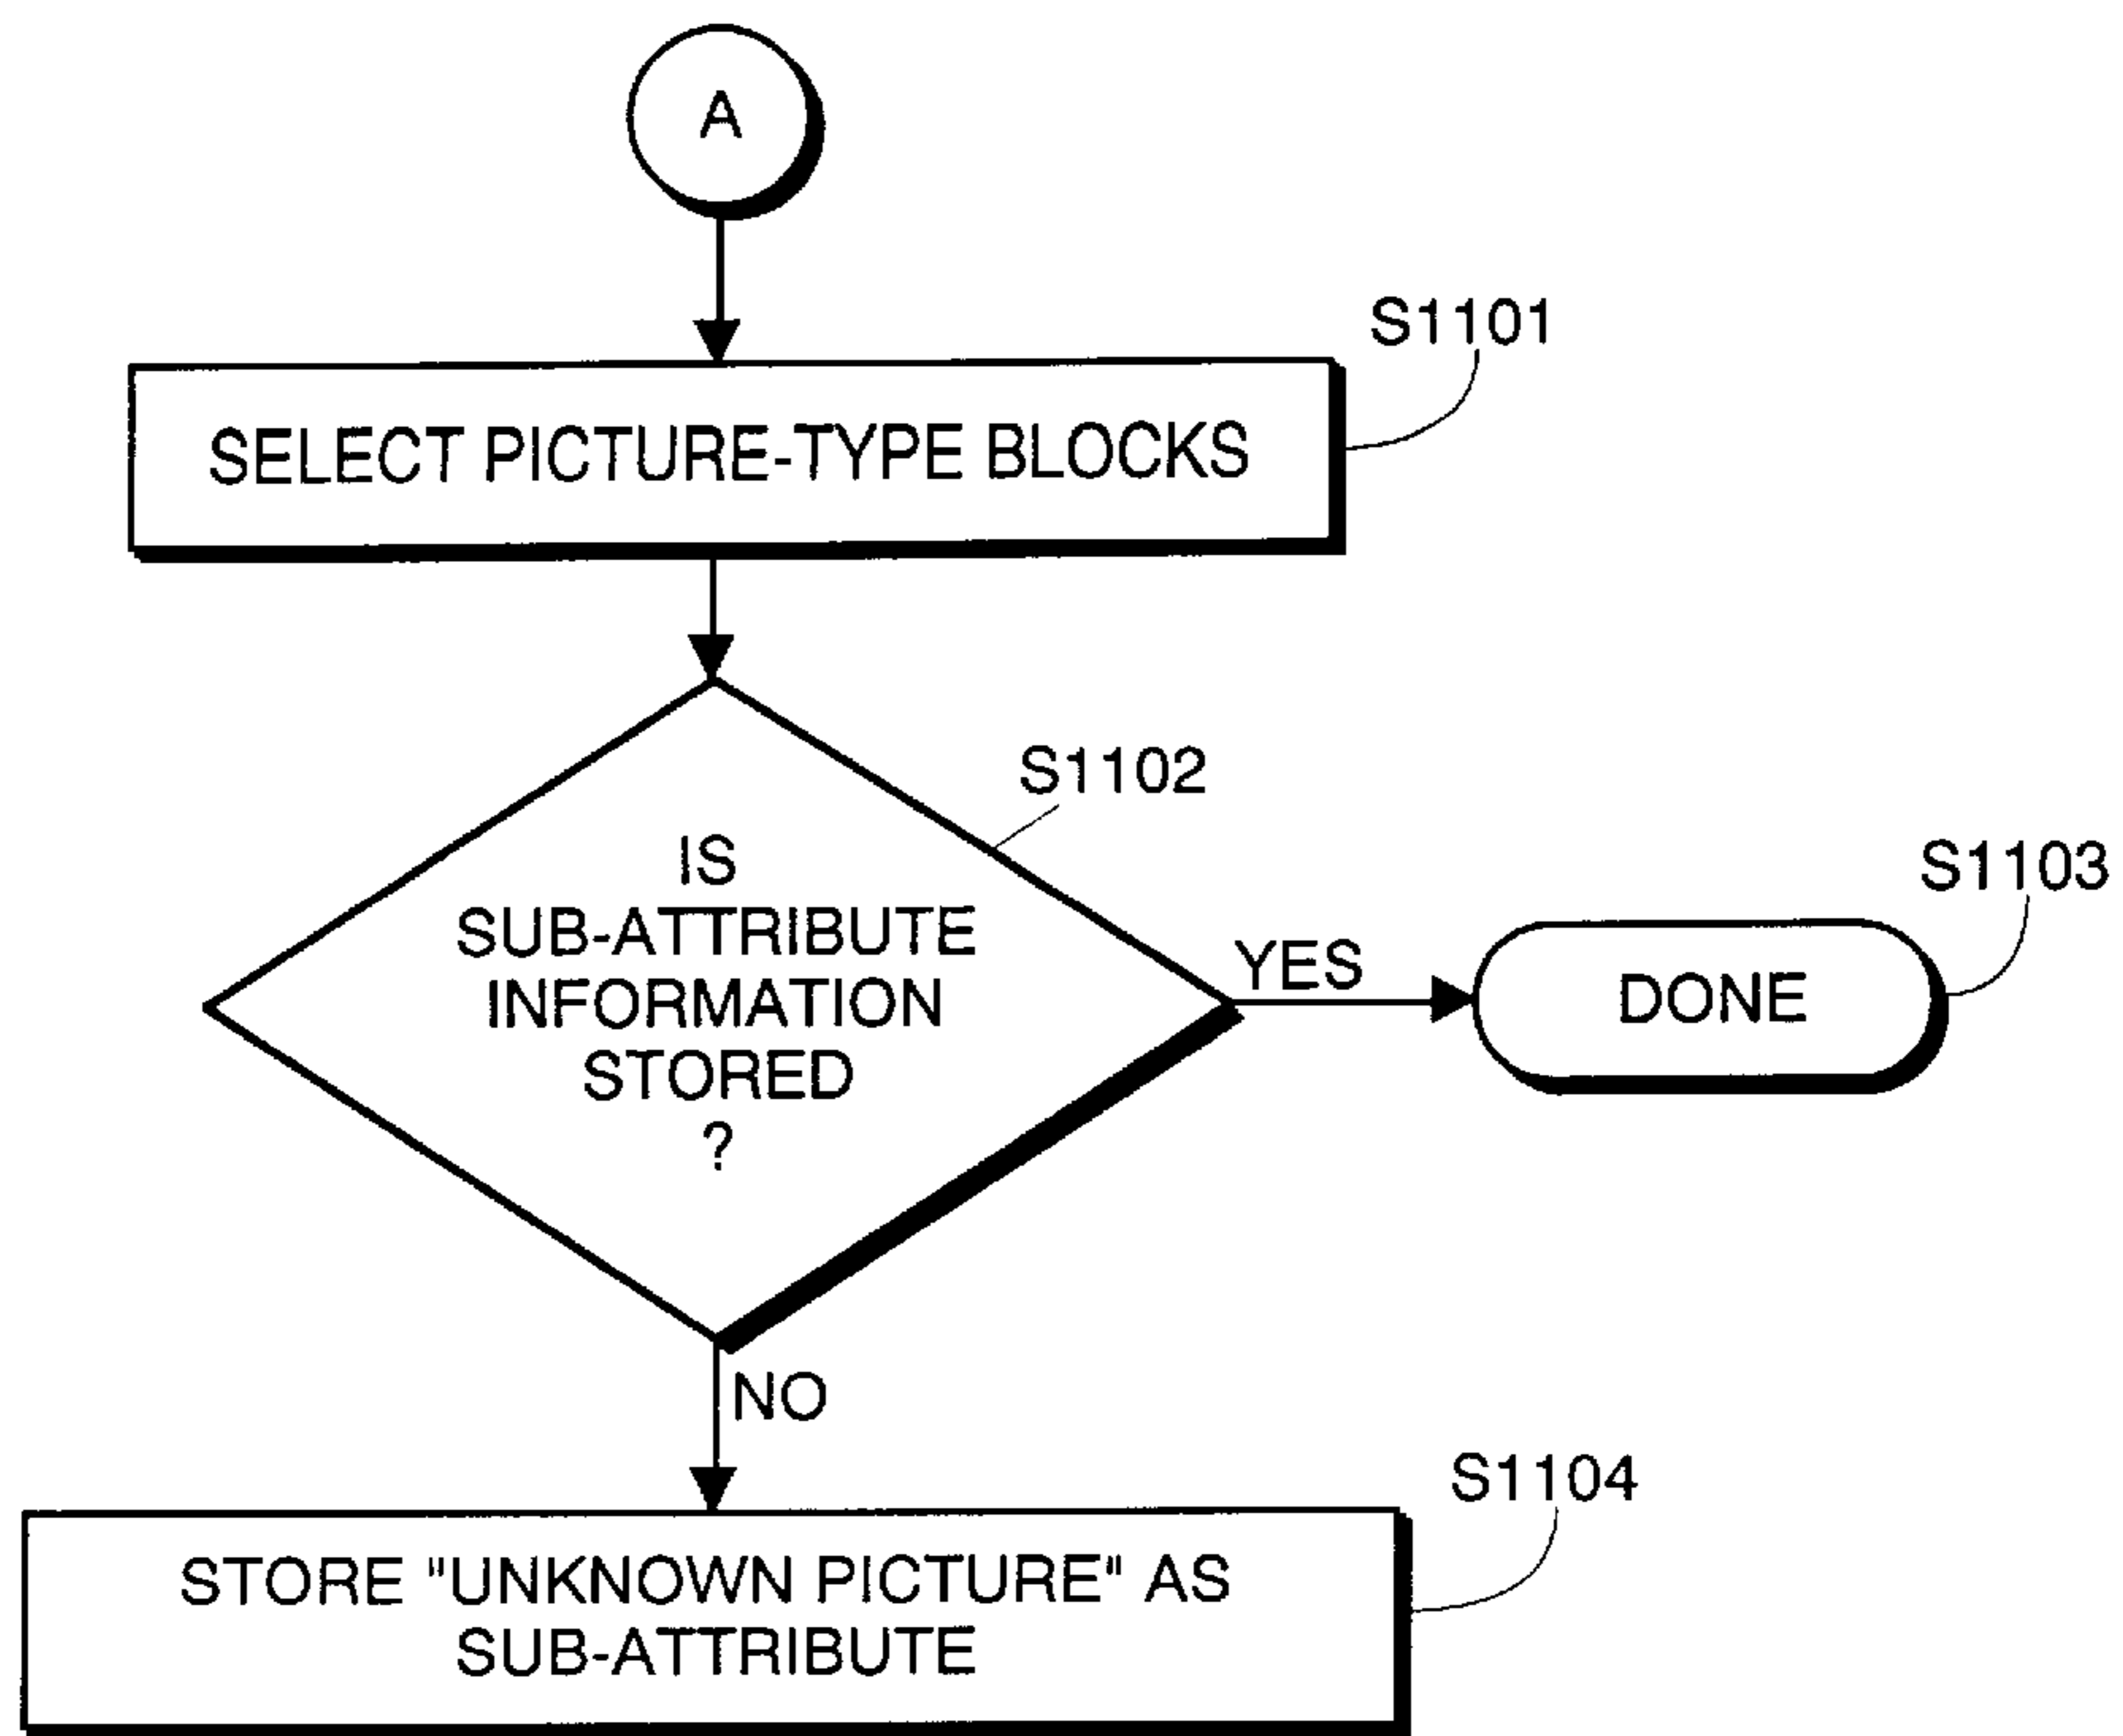 A
S1101
SELECT PICTURE-TYPE BLOCKS
S1102
IS
SUB-ATTRIBUTE
INFORMATION
STORED
?
YES
S1103
DONE
NO
S1104
STORE "UNKNOWN PICTURE" AS
SUB-ATTRIBUTE